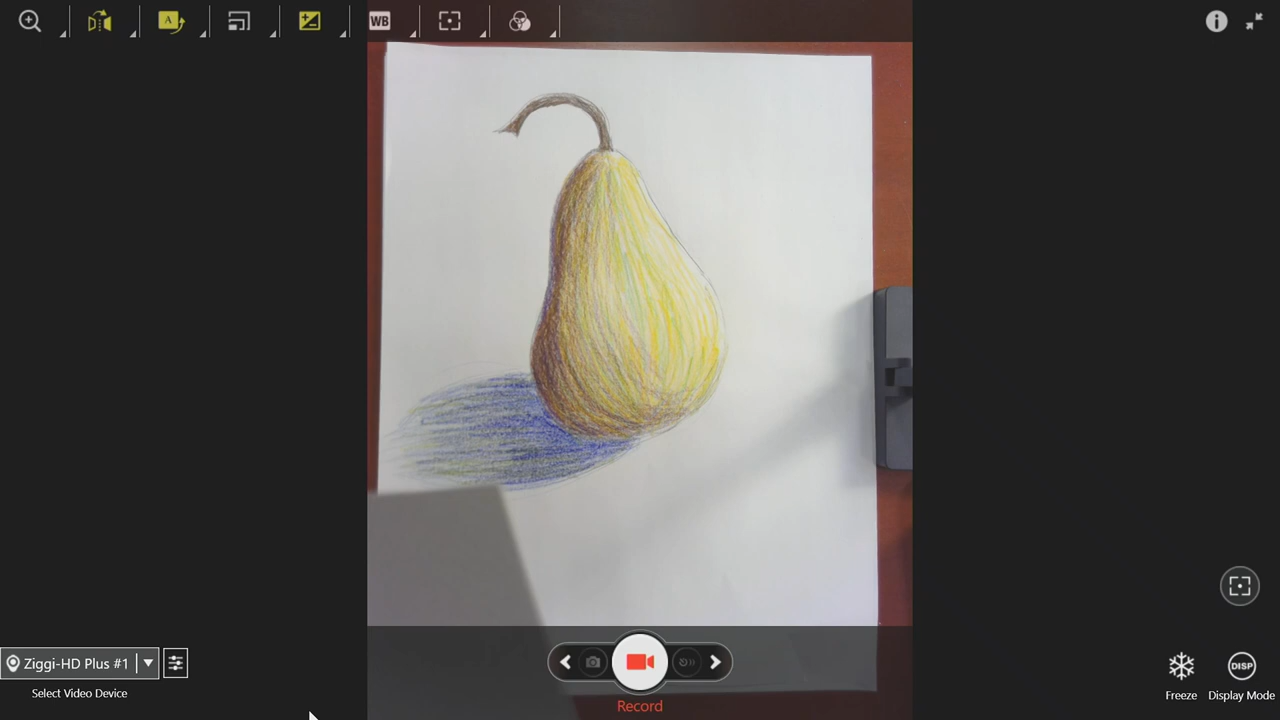 A
WB
i
Ziggi-HD Plus #1
Select Video Device
Record
DISP
Freeze
Display Mode